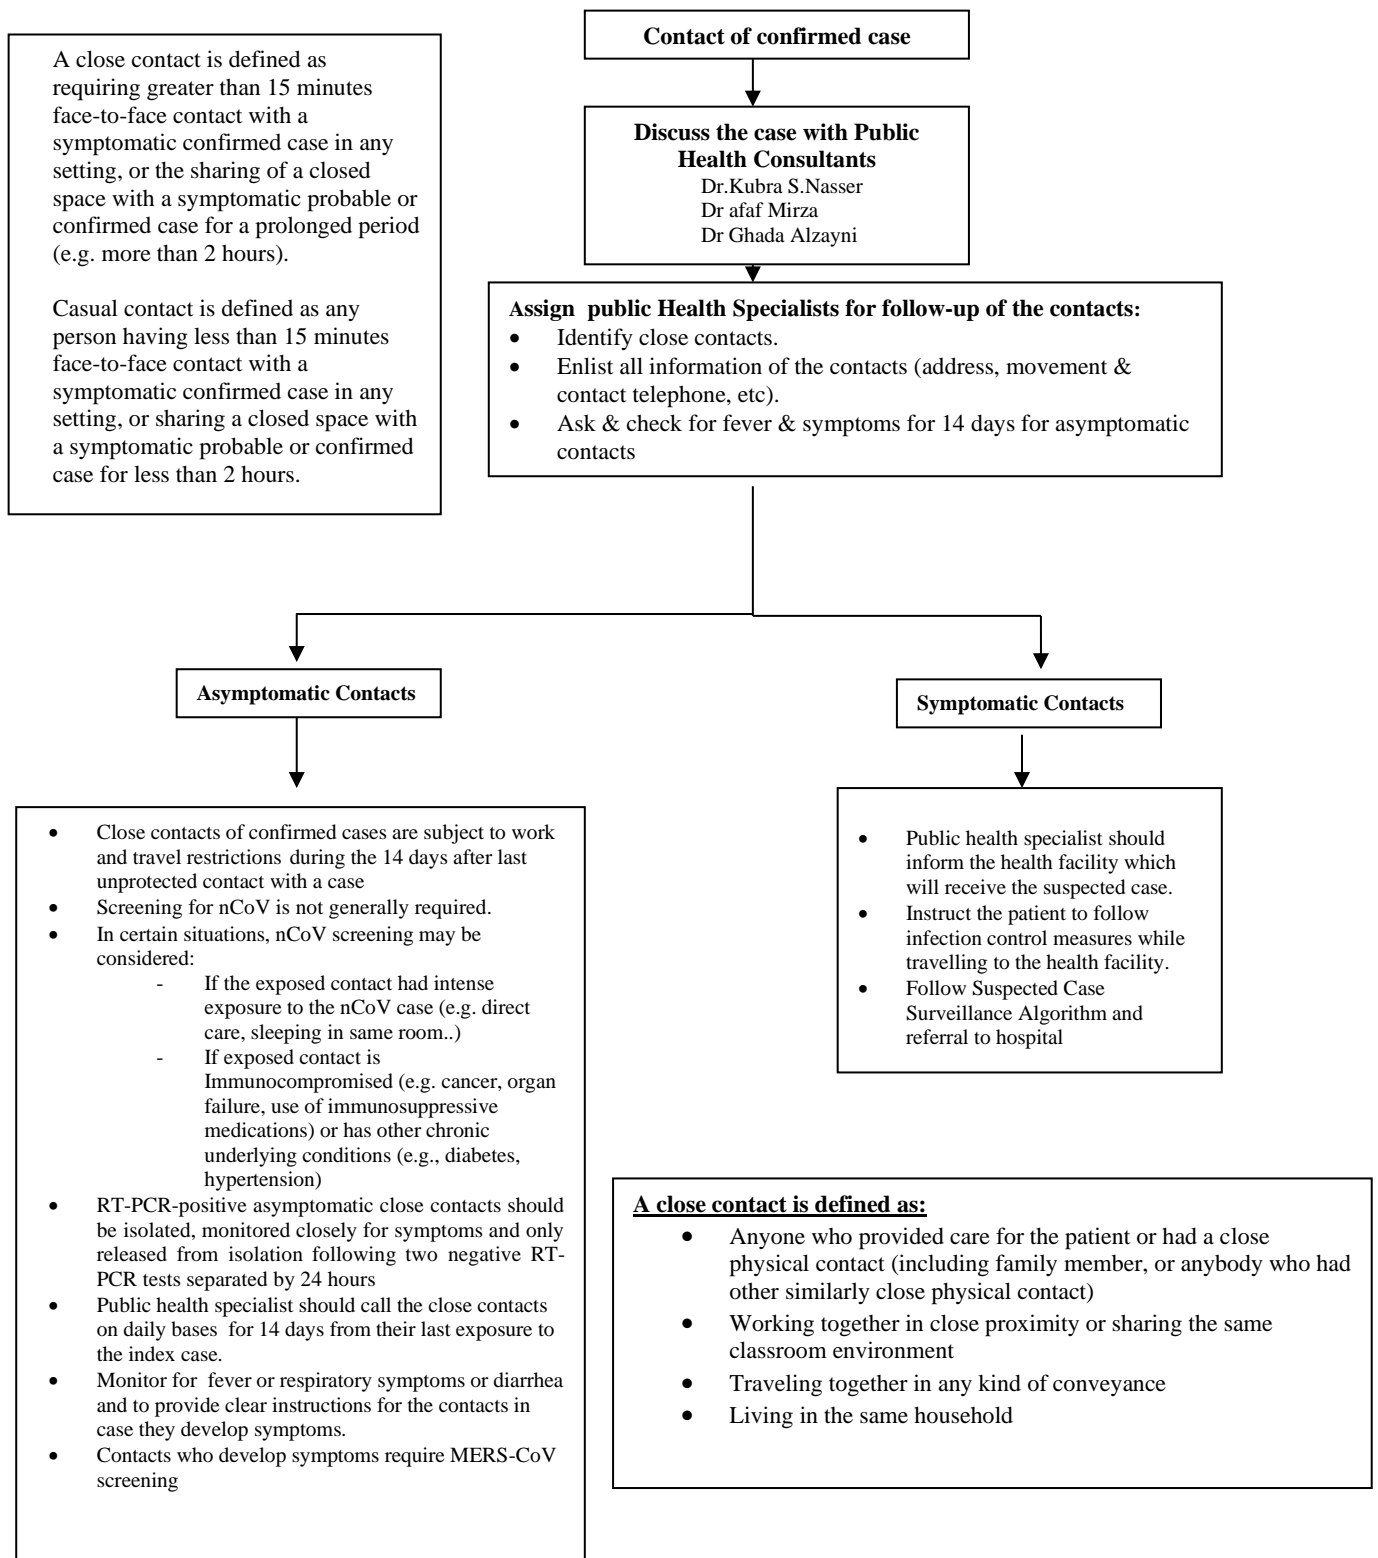 A close contact is defined as
requiring greater than 15 minutes
face-to-face contact with a
symptomatic confirmed case in any
setting, or the sharing of a closed
space with a symptomatic probable or
confirmed case for a prolonged period
(e.g. more than 2 hours).
Casual contact is defined as any
person having less than 15 minutes
face-to-face contact with a
symptomatic confirmed case in any
setting, or sharing a closed space with
a symptomatic probable or confirmed
case for less than 2 hours.
Contact of confirmed case
Discuss the case with Public
Health Consultants
Dr.Kubra S.Nasser
Dr afaf Mirza
Dr Ghada Alzayni
Assign public Health Specialists for follow-up of the contacts:
• Identify close contacts.
• Enlist all information of the contacts (address, movement &
contact telephone, etc).
• Ask & check for fever & symptoms for 14 days for asymptomatic
contacts
Asymptomatic Contacts
Symptomatic Contacts
• Close contacts of confirmed cases are subject to work
and travel restrictions during the 14 days after last
unprotected contact with a case
• Screening for nCoV is not generally required.
• In certain situations, nCoV screening may be
considered:
- If the exposed contact had intense
exposure to the nCoV case (e.g. direct
care, sleeping in same room..)
- If exposed contact is
Immunocompromised (e.g. cancer, organ
failure, use of immunosuppressive
medications) or has other chronic
underlying conditions (e.g., diabetes,
hypertension)
• RT-PCR-positive asymptomatic close contacts should
be isolated, monitored closely for symptoms and only
released from isolation following two negative RT-
PCR tests separated by 24 hours
• Public health specialist should call the close contacts
on daily bases for 14 days from their last exposure to
the index case.
• Monitor for fever or respiratory symptoms or diarrhea
and to provide clear instructions for the contacts in
case they develop symptoms.
• Contacts who develop symptoms require MERS-CoV
screening
• Public health specialist should
inform the health facility which
will receive the suspected case.
• Instruct the patient to follow
infection control measures while
travelling to the health facility.
• Follow Suspected Case
Surveillance Algorithm and
referral to hospital
A close contact is defined as:
• Anyone who provided care for the patient or had a close
physical contact (including family member, or anybody who had
other similarly close physical contact)
• Working together in close proximity or sharing the same
classroom environment
• Traveling together in any kind of conveyance
• Living in the same household